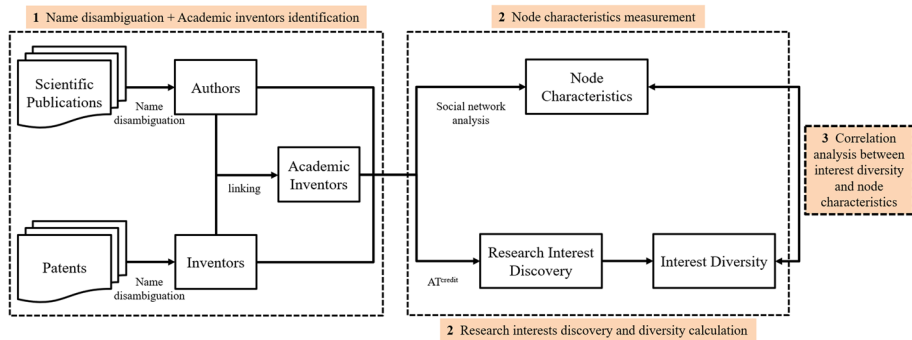 1 Name disambiguation + Academic inventors identification
2 Node characteristics measurement
Scientific
Publications
Name
disambiguation
Authors
linking
Academic
Inventors
Patents
Name
disambiguation
Inventors
Social network
analysis
Node
Characteristics
ATcredit
Research Interest
Discovery
Interest Diversity
3 Correlation
analysis between
interest diversity
and node
characteristics
2 Research interests discovery and diversity calculation